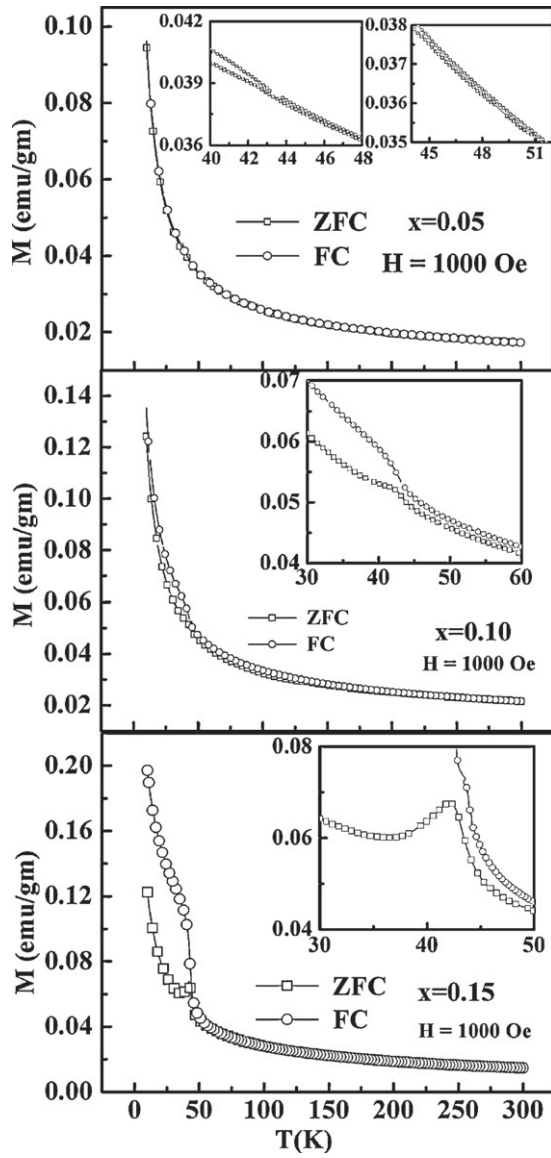 0.10
0.08
0.06
0.04
0.02
M (emu/gm)
0.042
0.039
0.036
40 42 44 46 48
0.038
0.037
0.036
0.035
45 48 51
ZFC x=0.05
FC H = 1000 Oe
0.14
0.12
0.10
0.08
0.06
0.04
0.02
M (emu/gm)
0.07
0.06
0.05
0.04
30 40 50 60
ZFC
FC
x=0.10
H = 1000 Oe
0.20
0.16
0.12
0.08
0.04
0.00
M (emu/gm)
0.08
0.06
0.04
30 40 50
ZFC x=0.15
FC H = 1000 Oe
0 50 100 150 200 250 300
T(K)